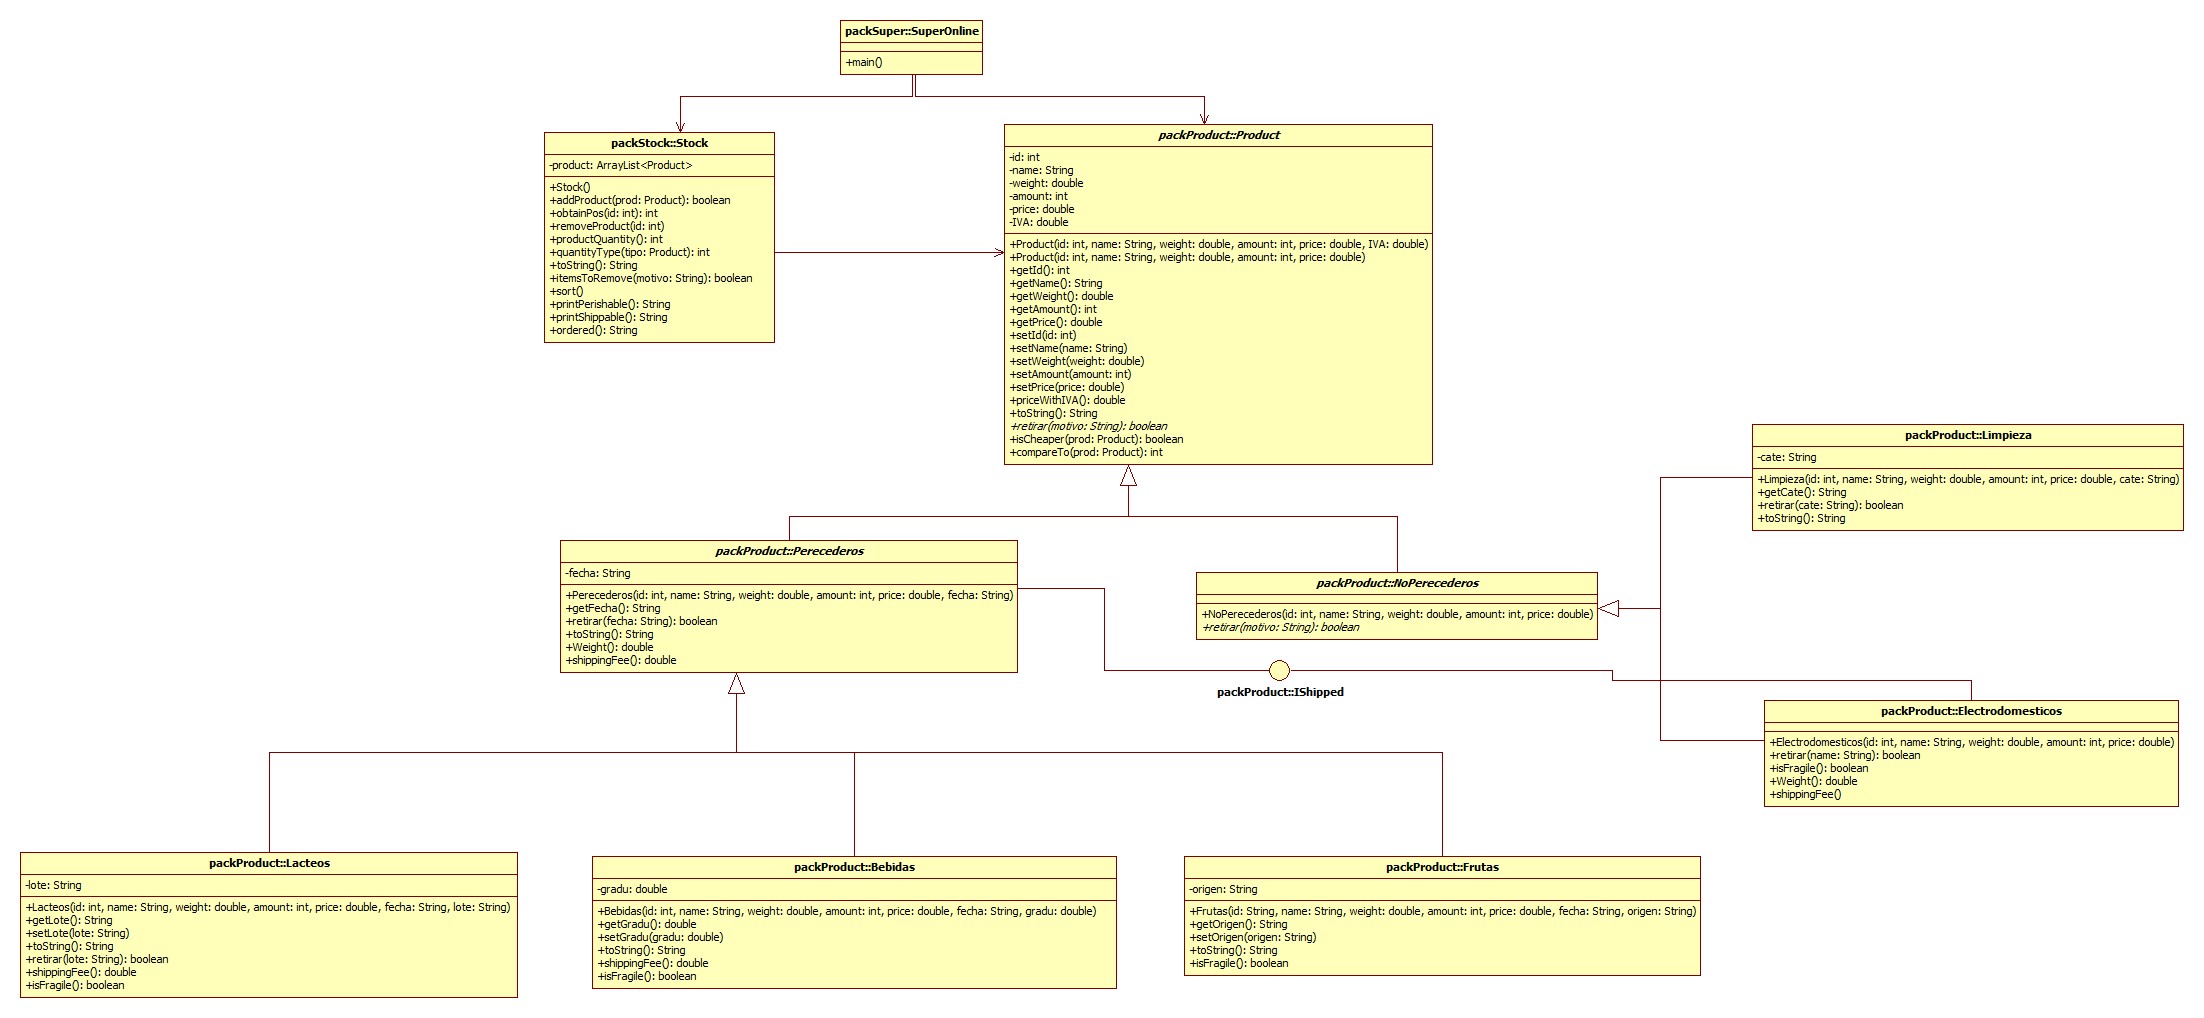 packSuper::SuperOnline
+main()
packStock::Stock
-product: ArrayList<Product>
+Stock()
+addProduct(prod: Product): boolean
+obtainPos(id: int): int
+removeProduct(id: int)
+productQuantity(): int
+quantityType(tipo: Product): int
+toString(): String
+itemsToRemove(motivo: String): boolean
+sort()
+printPerishable(): String
+printShippable(): String
+ordered(): String
packProduct::Product
-id: int
-name: String
-weight: double
-amount: int
-price: double
-IVA: double
+Product(id: int, name: String, weight: double, amount: int, price: double, IVA: double)
+Product(id: int, name: String, weight: double, amount: int, price: double)
+getId(): int
+getName(): String
+getWeight(): double
+getAmount(): int
+getPrice(): double
+setId(id: int)
+setName(name: String)
+setWeight(weight: double)
+setAmount(amount: int)
+setPrice(price: double)
+priceWithIVA(): double
+toString(): String
+retirar(motivo: String): boolean
+isCheaper(prod: Product): boolean
+compareTo(prod: Product): int
packProduct::Limpieza
-cate: String
+Limpieza(id: int, name: String, weight: double, amount: int, price: double, cate: String)
+getCate(): String
+retirar(cate: String): boolean
+toString(): String
packProduct::Perecederos
-fecha: String
+Perecederos(id: int, name: String, weight: double, amount: int, price: double, fecha: String)
+getFecha(): String
+retirar(fecha: String): boolean
+toString(): String
+Weight(): double
+shippingFee(): double
packProduct::NoPerecederos
+NoPerecederos(id: int, name: String, weight: double, amount: int, price: double)
+retirar(motivo: String): boolean
packProduct::IShipped
packProduct::Electrodomesticos
+Electrodomesticos(id: int, name: String, weight: double, amount: int, price: double)
+retirar(name: String): boolean
+isFragile(): boolean
+Weight(): double
+shippingFee()
packProduct::Lacteos
-lote: String
+Lacteos(id: int, name: String, weight: double, amount: int, price: double, fecha: String, lote: String)
+getLote(): String
+setLote(lote: String)
+toString(): String
+retirar(lote: String): boolean
+shippingFee(): double
+isFragile(): boolean
packProduct::Bebidas
-gradu: double
+Bebidas(id: int, name: String, weight: double, amount: int, price: double, fecha: String, gradu: double)
+getGradu(): double
+setGradu(gradu: double)
+toString(): String
+shippingFee(): double
+isFragile(): boolean
packProduct::Frutas
-origen: String
+Frutas(id: String, name: String, weight: double, amount: int, price: double, fecha: String, origen: String)
+getOrigen(): String
+setOrigen(origen: String)
+toString(): String
+isFragile(): boolean